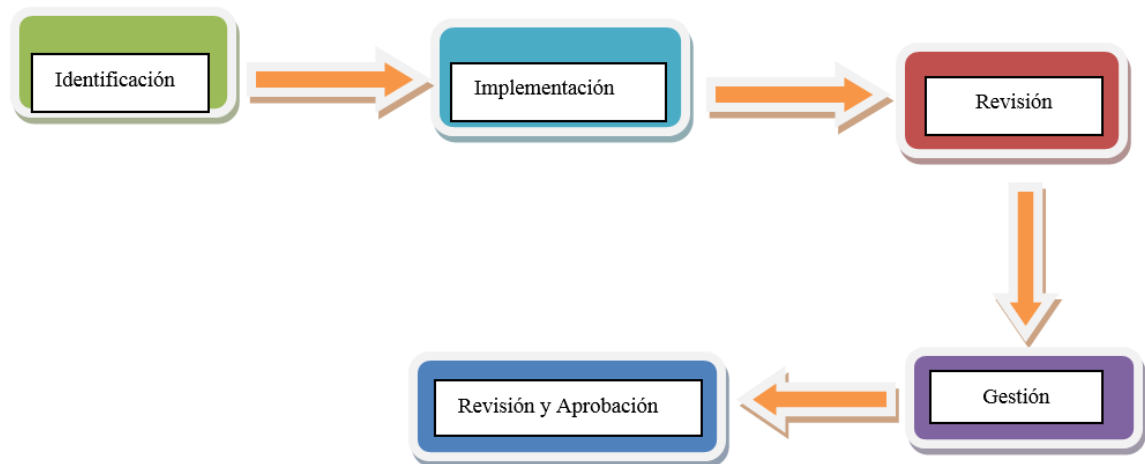 Identificación
Implementación
Revisión
Gestión
Revisión y Aprobación